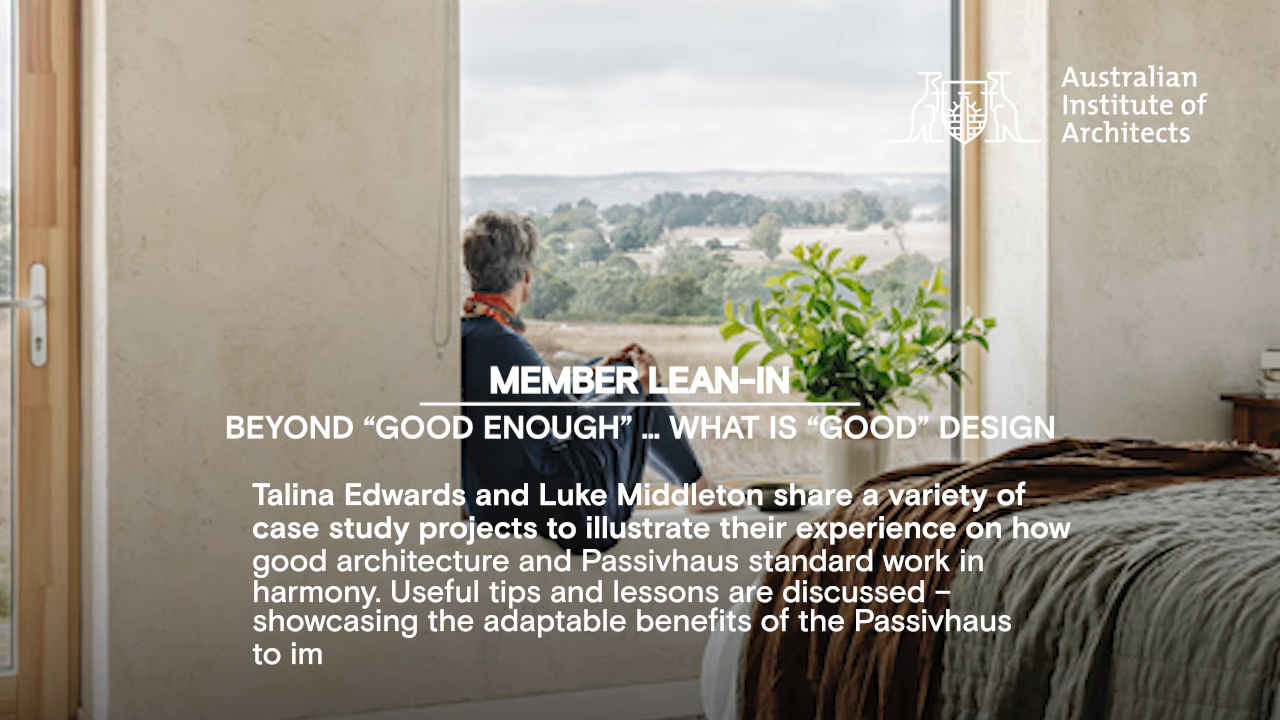 Australian
Institute of
Architects
MEMBER LEAN-IN
BEYOND “GOOD ENOUGH” ... WHAT IS “GOOD” DESIGN
Talina Edwards and Luke Middleton share a variety of
case study projects to illustrate their experience on how
good architecture and Passivhaus standard work in
harmony. Useful tips and lessons are discussed –
showcasing the adaptable benefits of the Passivhaus
to im